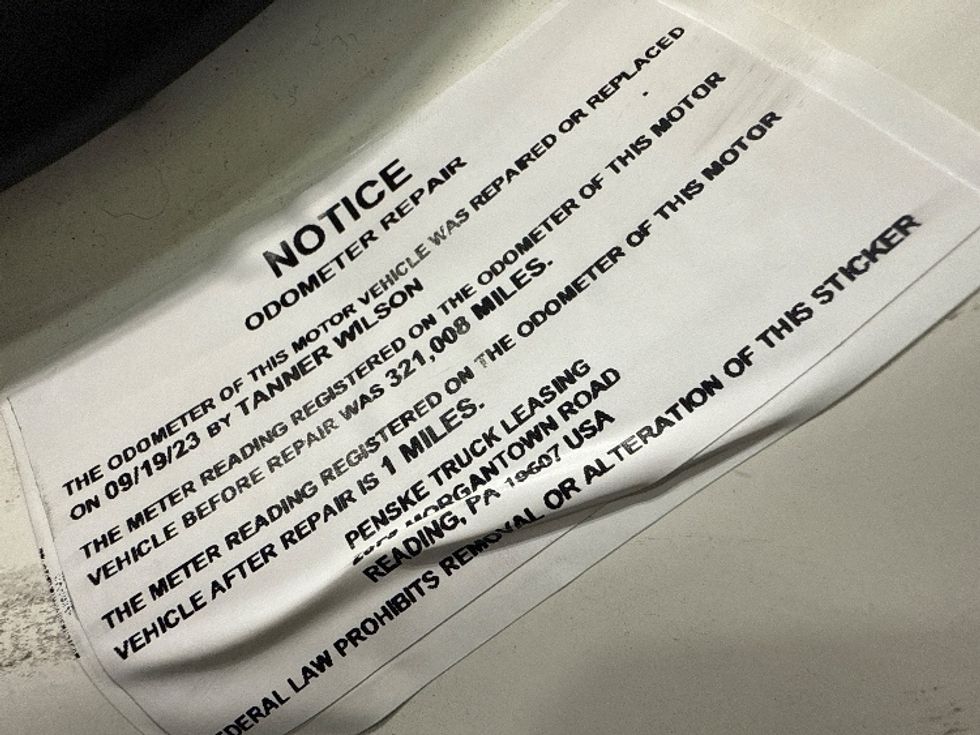 NOTICE
ODOMETER REPAIR
THE ODOMETER OF THIS MOTOR VEHICLE WAS REPAIRED OR REPLACED
ON 09/19/23 BY TANNER WILSON
THE METER READING REGISTERED ON THE ODOMETER OF THIS MOTOR
VEHICLE BEFORE REPAIR WAS 321,008 MILES.
THE METER READING REGISTERED ON THE ODOMETER OF THIS MOTOR
VEHICLE AFTER REPAIR IS 1 MILES.
PENSKE TRUCK LEASING
MORGANTOWN ROAD
READING, PA 19607 USA
EDERAL LAW PROHIBITS REMOVAL OR ALTERATION OF THIS STICKER